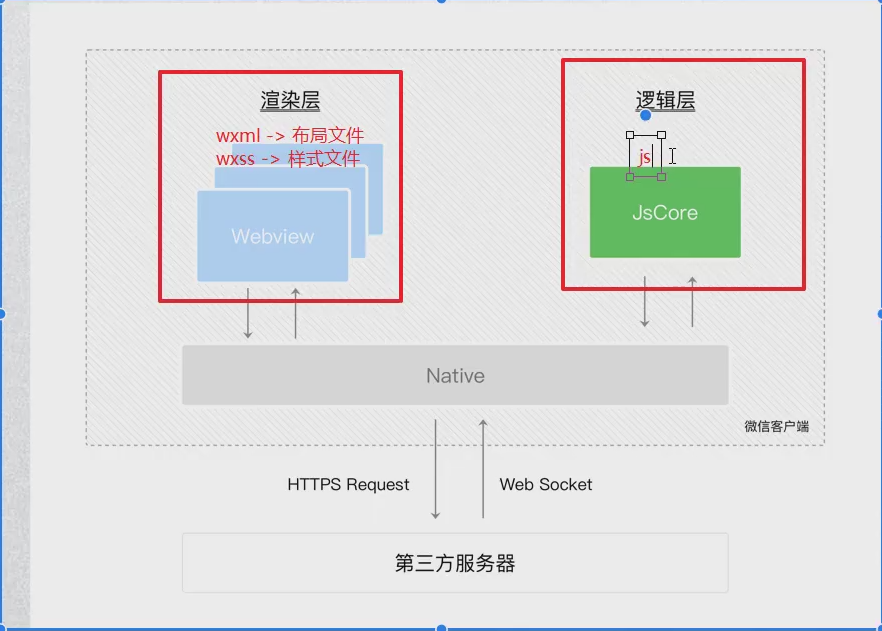 渲染层
wxml -> 布局文件
wxss -> 样式文件
Webview
逻辑层
js
JsCore
Native
微信客户端
HTTPS Request
Web Socket
第三方服务器